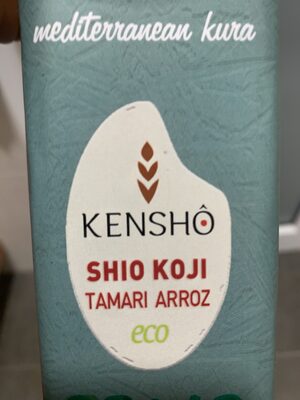 mediterranean kura
KENSHÔ
SHIO KOJI
TAMARI ARROZ
eco